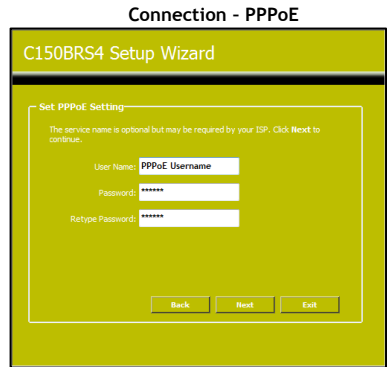 Connection – PPPoE
C150BRS4 Setup Wizard
Set PPPoE Setting
The service name is optional but may be required by your ISP. Click Next to
continue.
User Name: PPPoE Username
Password: ******
Retype Password: ******
Back Next Exit